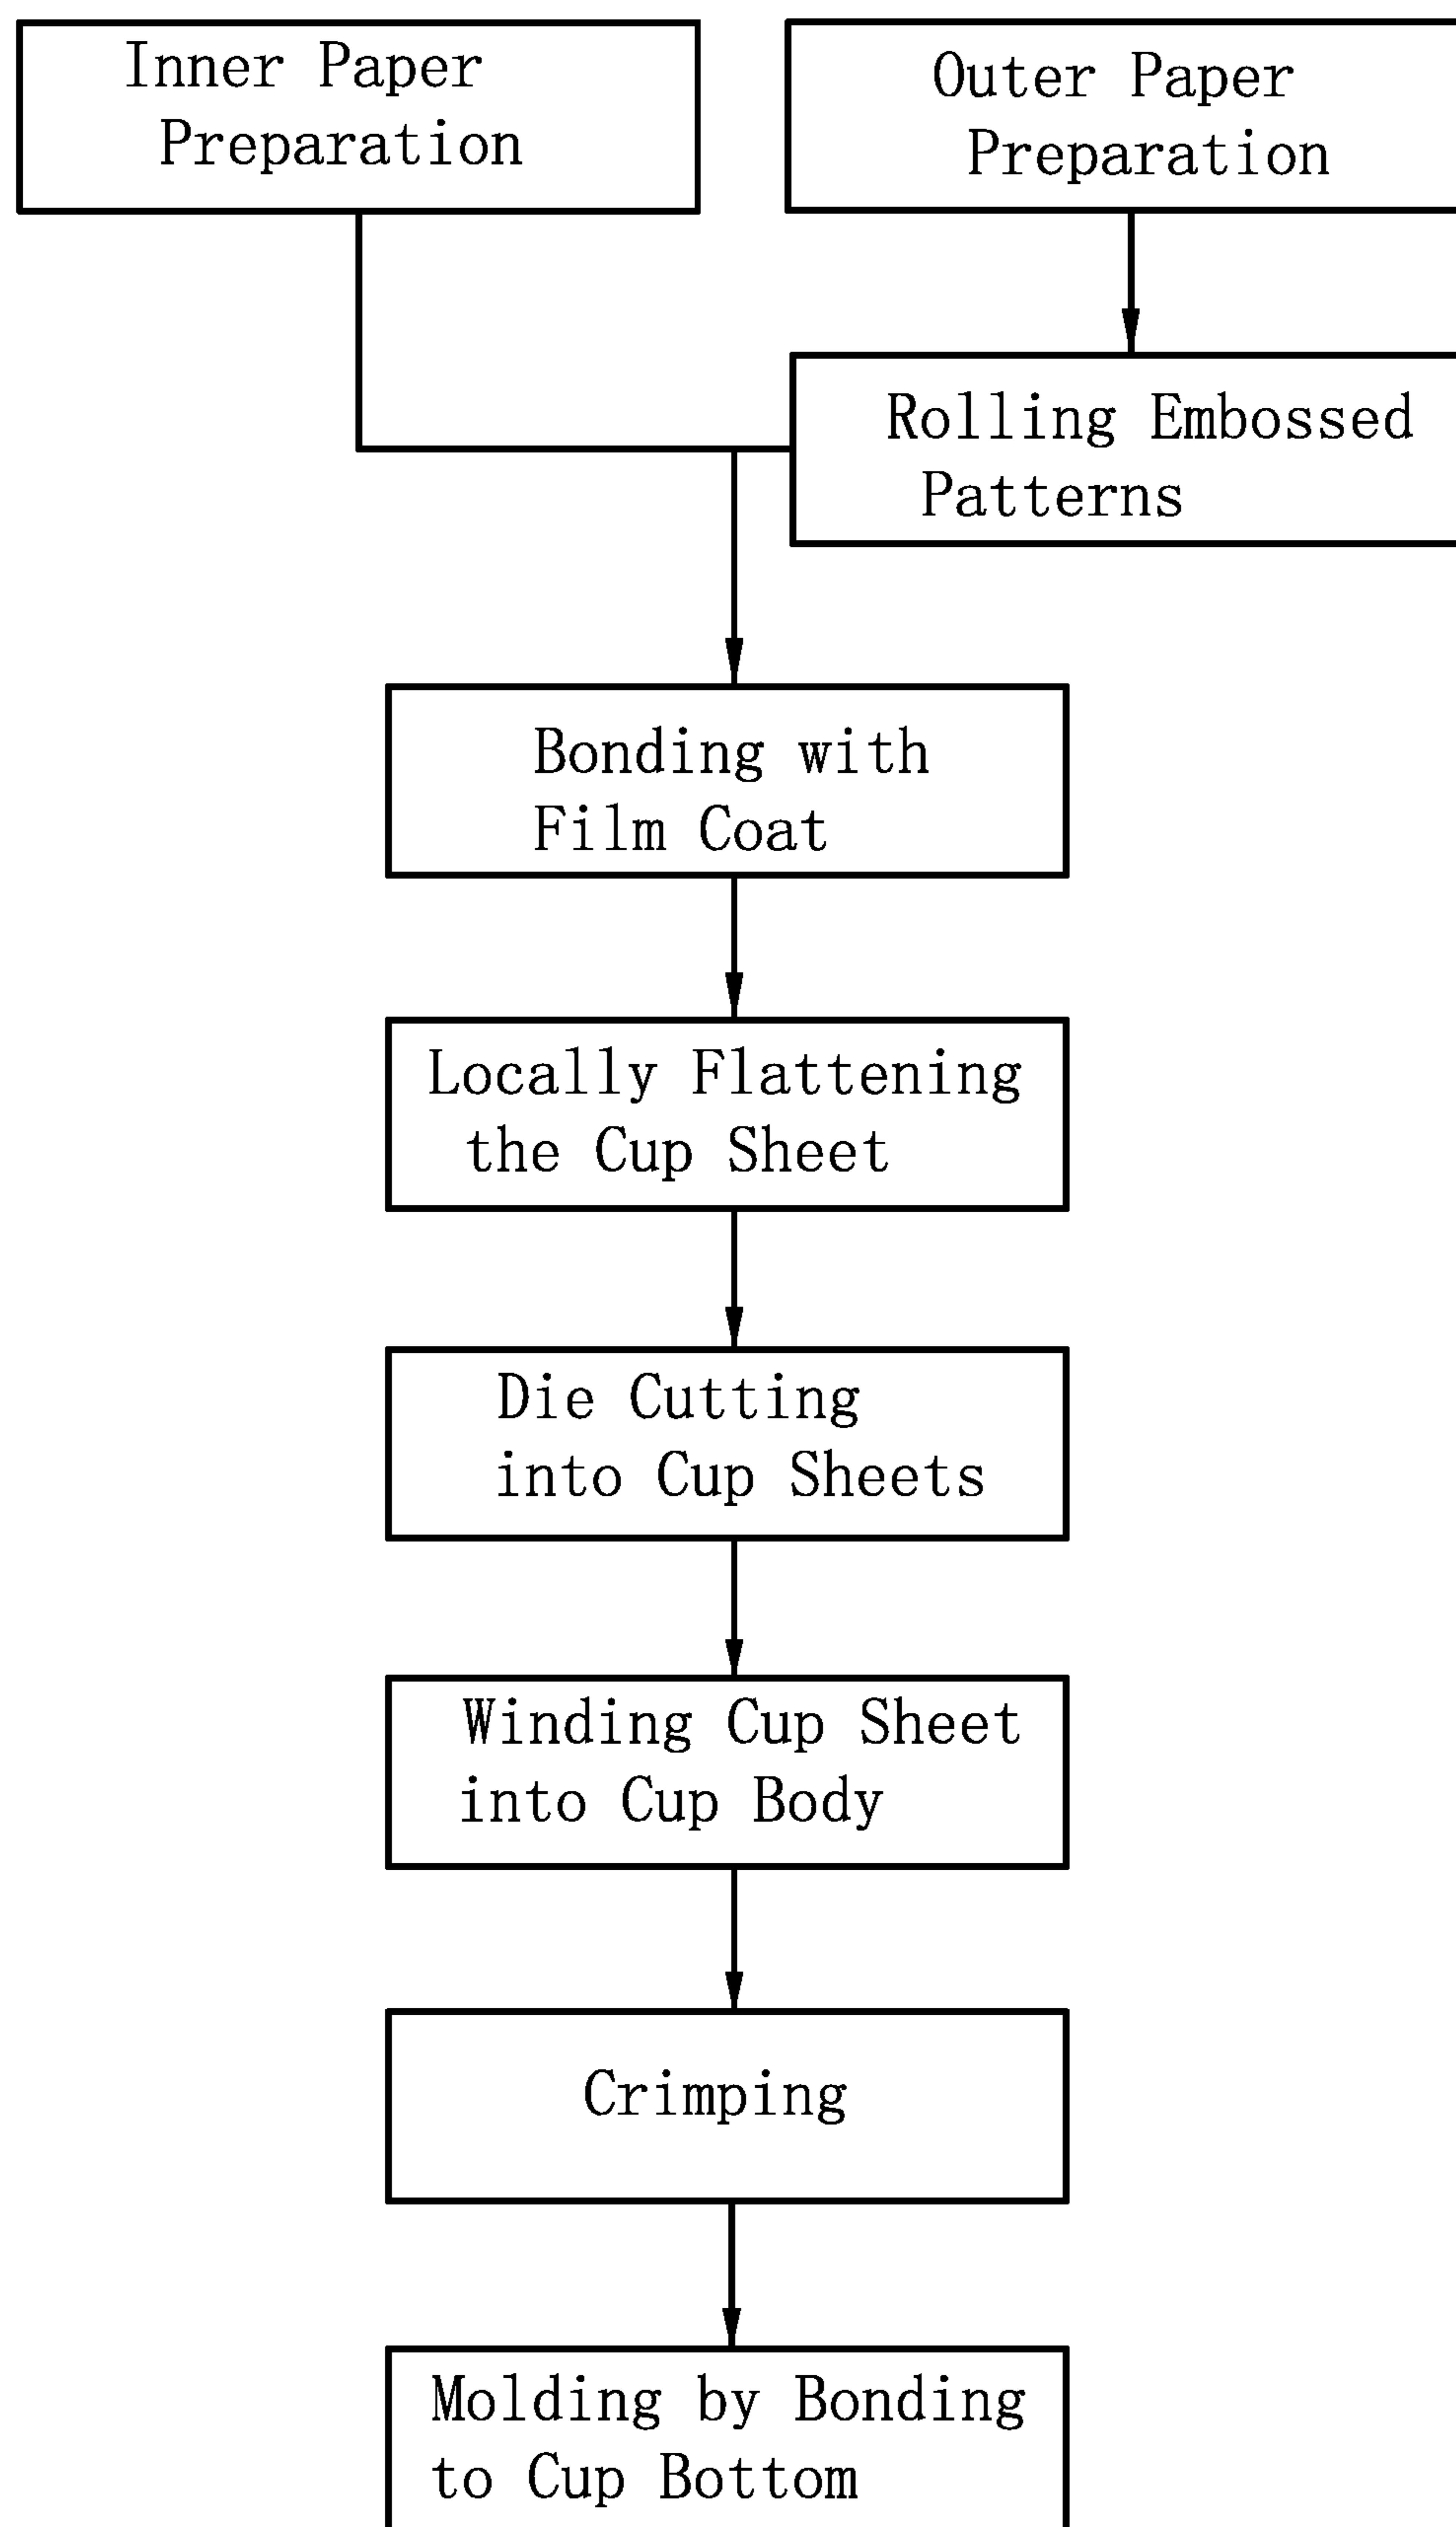 Inner Paper
Preparation
Outer Paper
Preparation
Rolling Embossed
Patterns
Bonding with
Film Coat
Locally Flattening
the Cup Sheet
Die Cutting
into Cup Sheets
Winding Cup Sheet
into Cup Body
Crimping
Molding by Bonding
to Cup Bottom